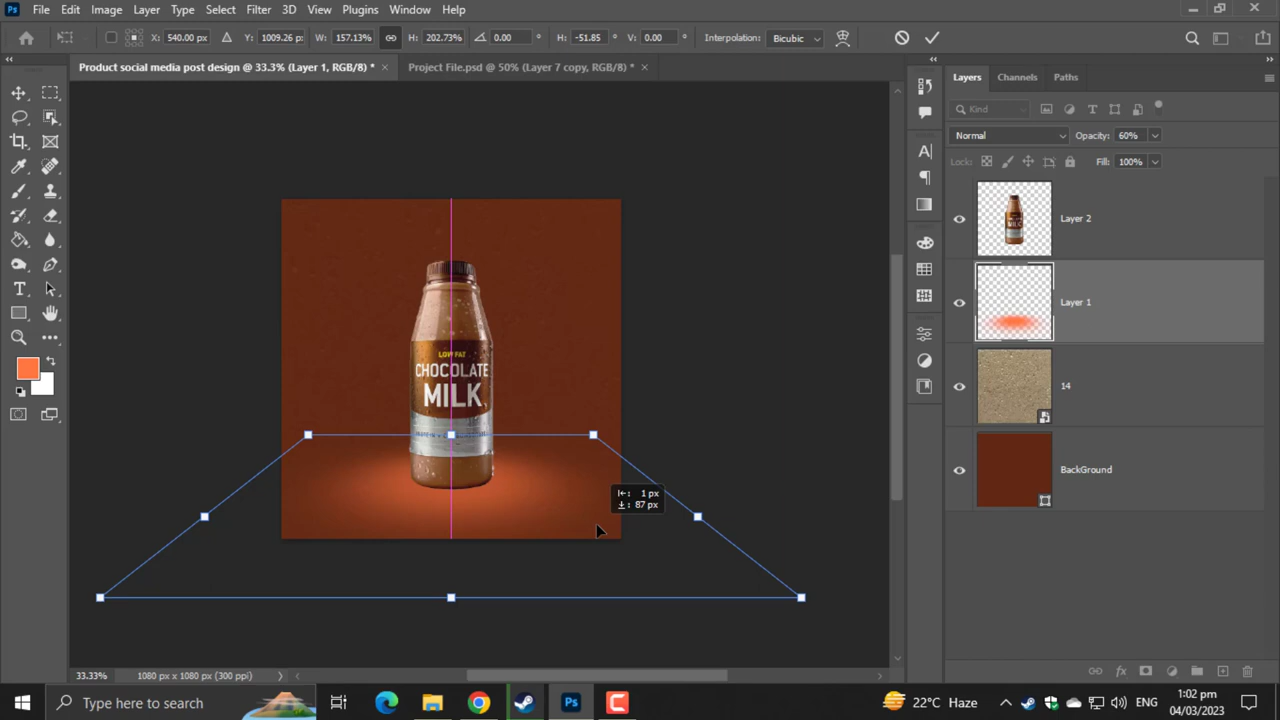 Ps File Edit Image Layer Type Select Filter 3D View Plugins Window Help
X: 540.00 px Y: 1009.26 px W: 157.13% H: 202.73% 0.00 ° H: -51.85 V: 0.00 ° Interpolation: Bicubic
Product social media post design @ 33.3% (Layer 1, RGB/8) * × Project File.psd @ 50% (Layer 7 copy, RGB/8) * ×
Layers Channels Paths
Kind
Normal Opacity: 60%
Lock: Fill: 100%
Layer 2
Layer 1
14
BackGround
LOW FAT
CHOCOLATE
MILK
1 px
87 px
33.33% 1080 px x 1080 px (300 ppi)
Type here to search
22°C Haze
ENG
1:02 pm
04/03/2023